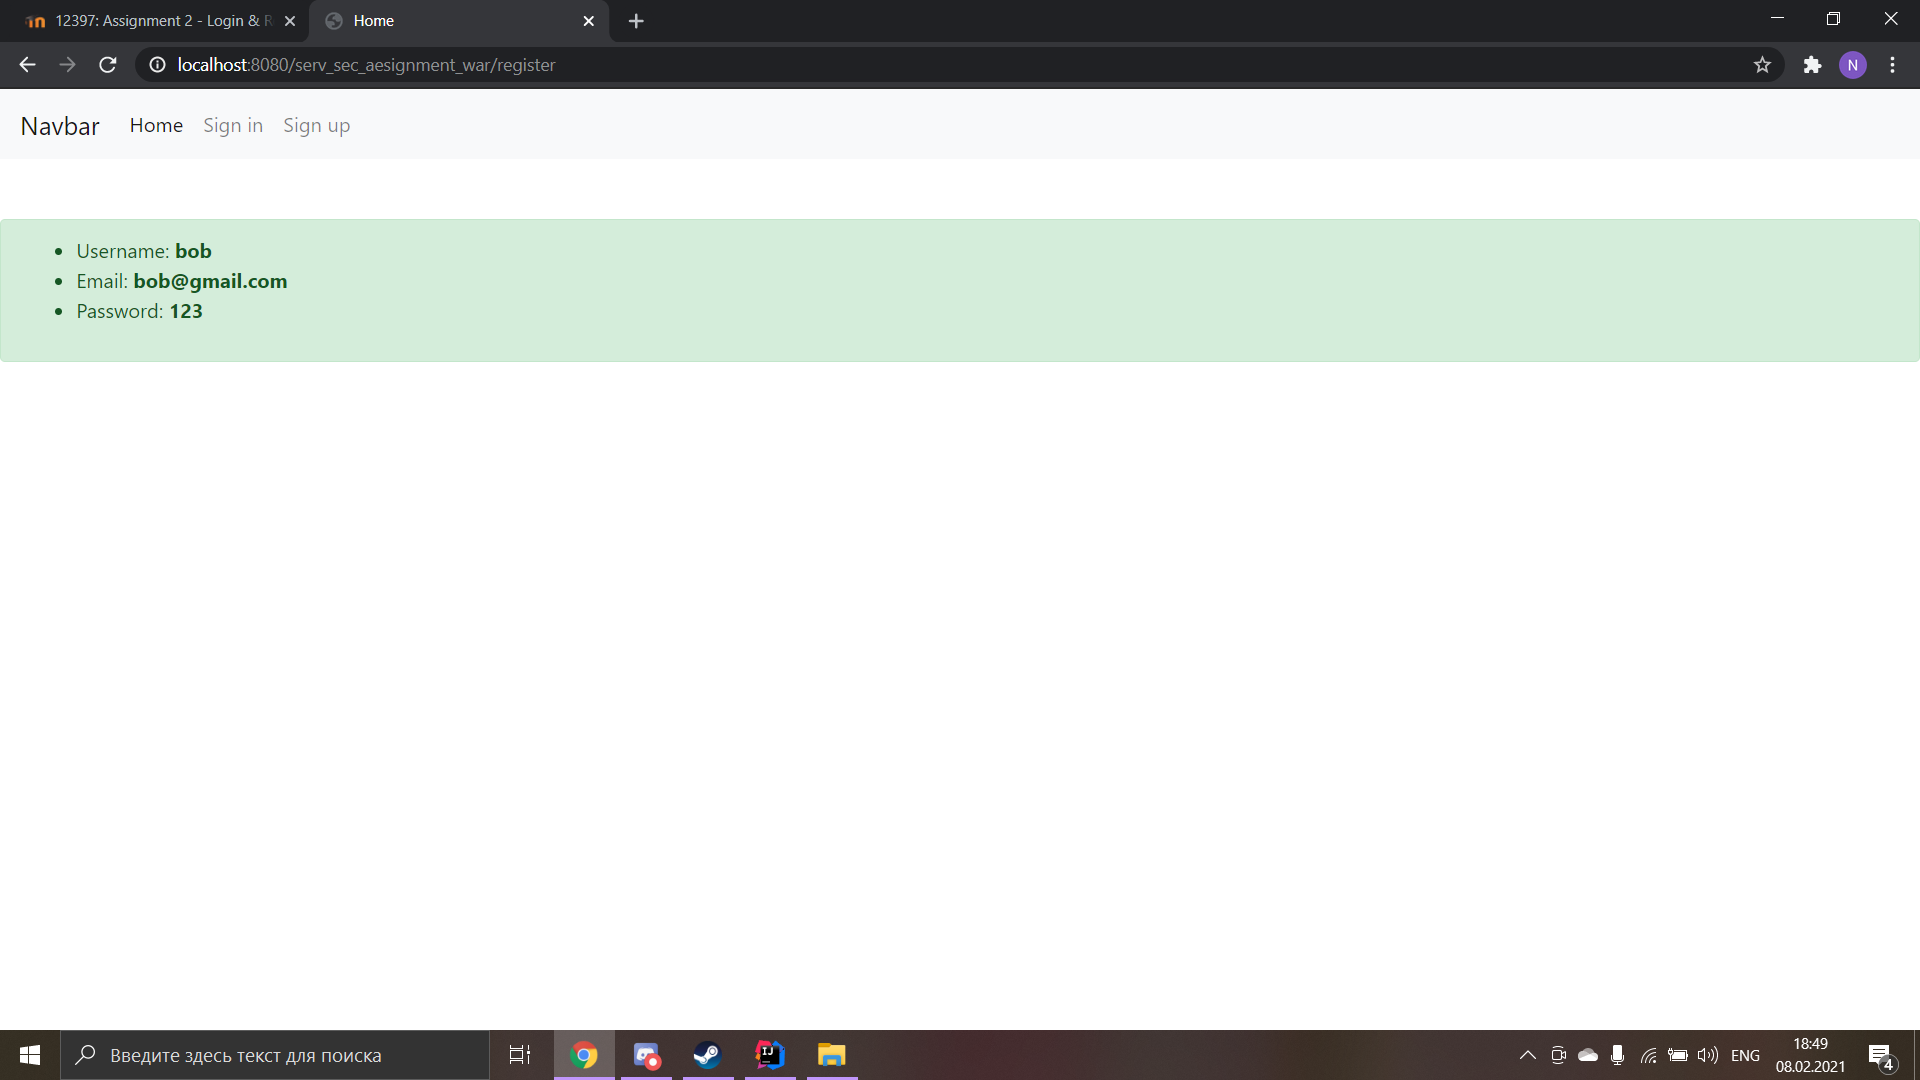 12397: Assignment 2 - Login & R
Home
localhost:8080/serv_sec_aesignment_war/register
N
Navbar Home Sign in Sign up
Username: bob
Email: bob@gmail.com
Password: 123
Введите здесь текст для поиска
IJ
ENG
18:49
08.02.2021
4